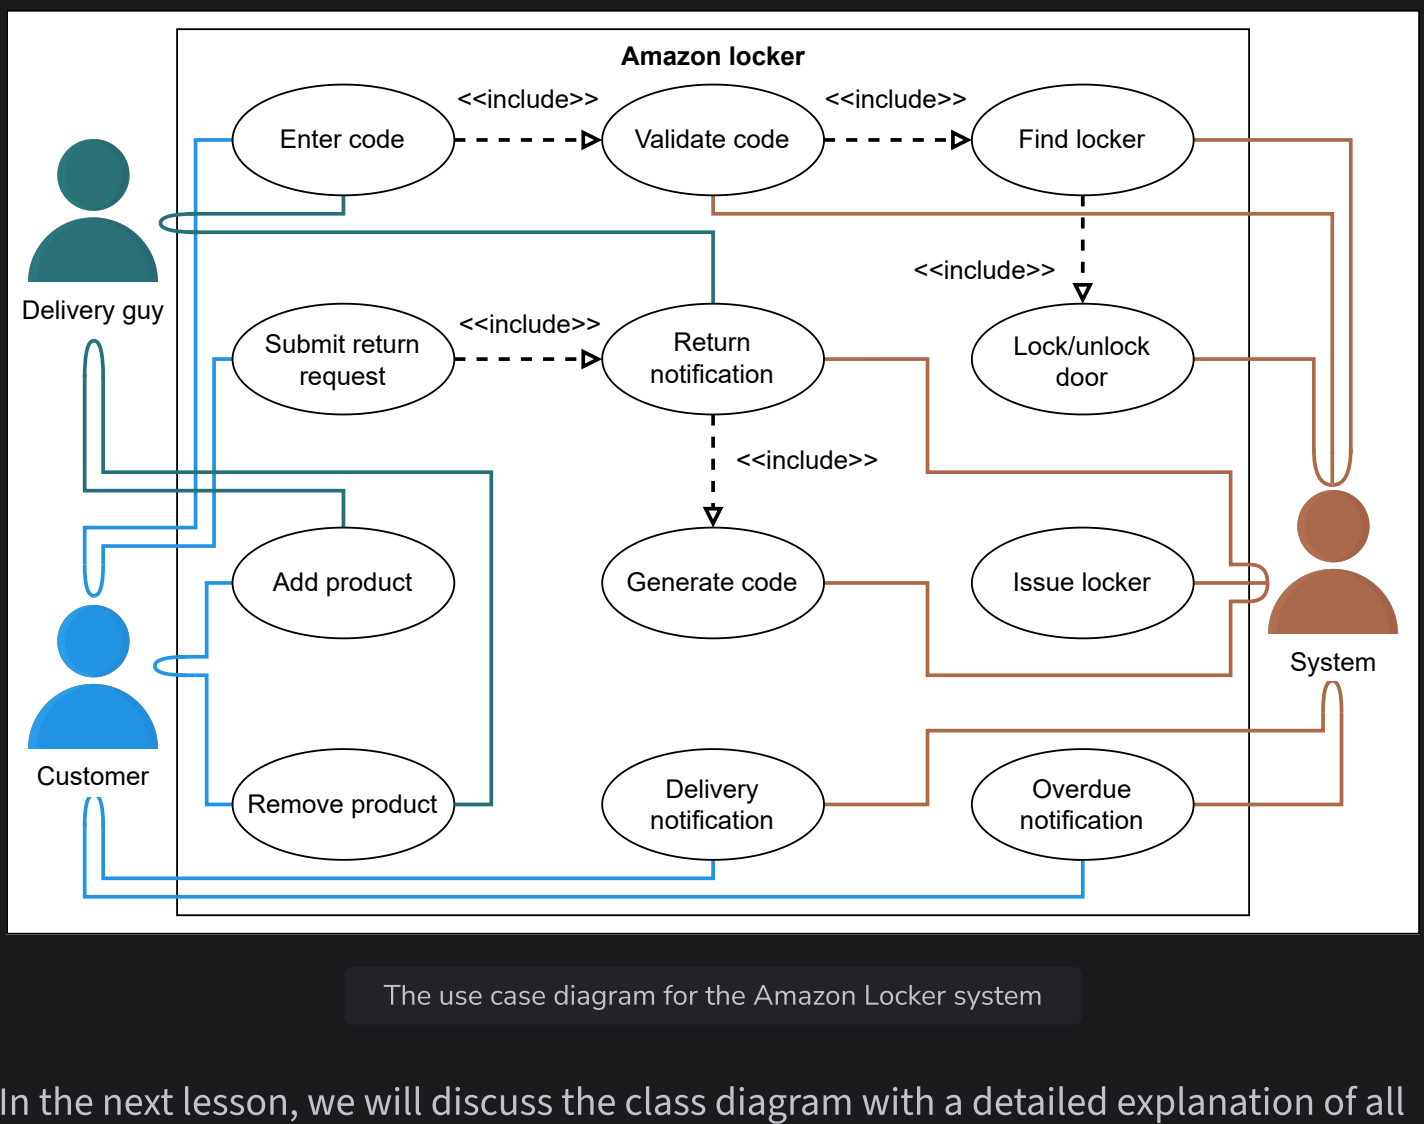 Amazon locker
<<include>>
<<include>>
Enter code
Validate code
Find locker
<<include>>
Delivery guy
<<include>>
Submit return
request
Return
notification
Lock/unlock
door
<<include>>
Add product
Generate code
Issue locker
System
Customer
Remove product
Delivery
notification
Overdue
notification
The use case diagram for the Amazon Locker system
In the next lesson, we will discuss the class diagram with a detailed explanation of all